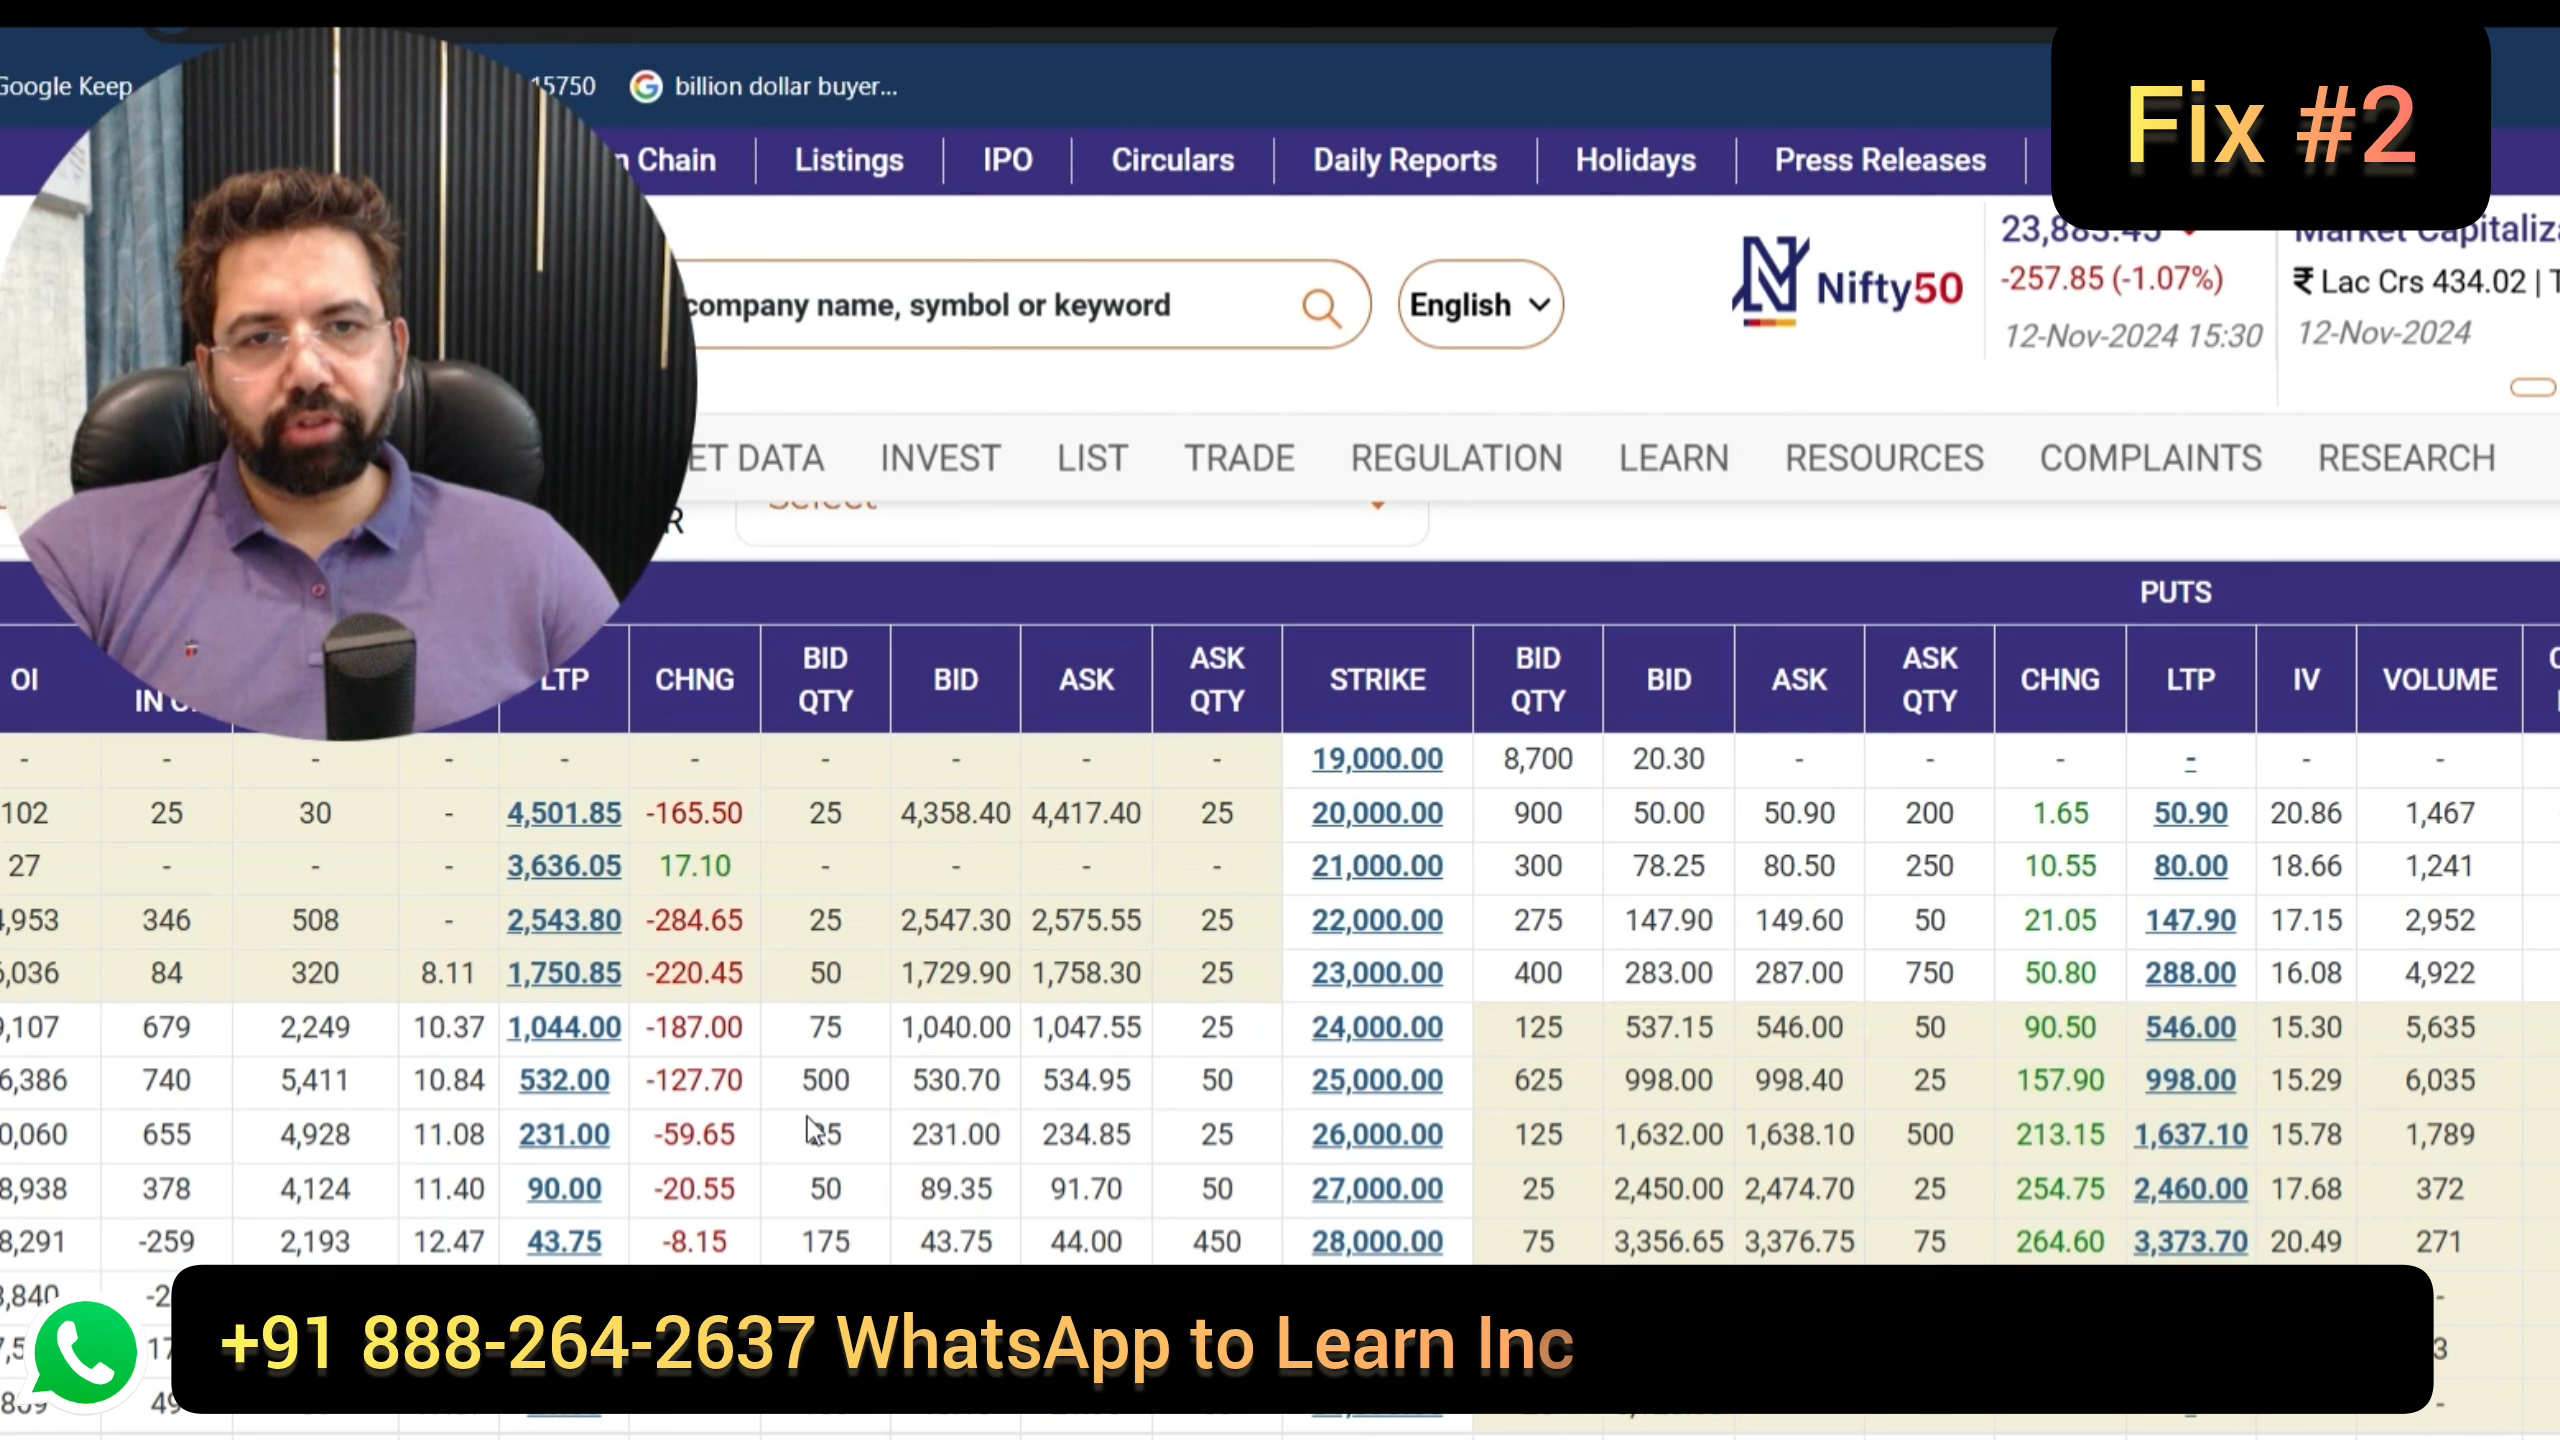 Google Keep 15750 billion dollar buyer...
Fix #2
n Chain Listings IPO Circulars Daily Reports Holidays Press Releases
company name, symbol or keyword English
Nifty50
23,883.45
-257.85 (-1.07%)
12-Nov-2024 15:30
Market Capitaliz
₹ Lac Crs 434.02 | T
12-Nov-2024
ET DATA INVEST LIST TRADE REGULATION LEARN RESOURCES COMPLAINTS RESEARCH
R Select
PUTS
OI IN LTP CHNG BID QTY BID ASK ASK QTY STRIKE BID QTY BID ASK ASK QTY CHNG LTP IV VOLUME
- - - - - - - - - - 19,000.00 8,700 20.30 - - - - - -
102 25 30 - 4,501.85 -165.50 25 4,358.40 4,417.40 25 20,000.00 900 50.00 50.90 200 1.65 50.90 20.86 1,467
27 - - - 3,636.05 17.10 - - - - 21,000.00 300 78.25 80.50 250 10.55 80.00 18.66 1,241
,953 346 508 - 2,543.80 -284.65 25 2,547.30 2,575.55 25 22,000.00 275 147.90 149.60 50 21.05 147.90 17.15 2,952
,036 84 320 8.11 1,750.85 -220.45 50 1,729.90 1,758.30 25 23,000.00 400 283.00 287.00 750 50.80 288.00 16.08 4,922
,107 679 2,249 10.37 1,044.00 -187.00 75 1,040.00 1,047.55 25 24,000.00 125 537.15 546.00 50 90.50 546.00 15.30 5,635
6,386 740 5,411 10.84 532.00 -127.70 500 530.70 534.95 50 25,000.00 625 998.00 998.40 25 157.90 998.00 15.29 6,035
0,060 655 4,928 11.08 231.00 -59.65 231.00 234.85 25 26,000.00 125 1,632.00 1,638.10 500 213.15 1,637.10 15.78 1,789
8,938 378 4,124 11.40 90.00 -20.55 50 89.35 91.70 50 27,000.00 25 2,450.00 2,474.70 25 254.75 2,460.00 17.68 372
8,291 -259 2,193 12.47 43.75 -8.15 175 43.75 44.00 450 28,000.00 75 3,356.65 3,376.75 75 264.60 3,373.70 20.49 271
,840 -2 -
+91 888-264-2637 WhatsApp to Learn Inc